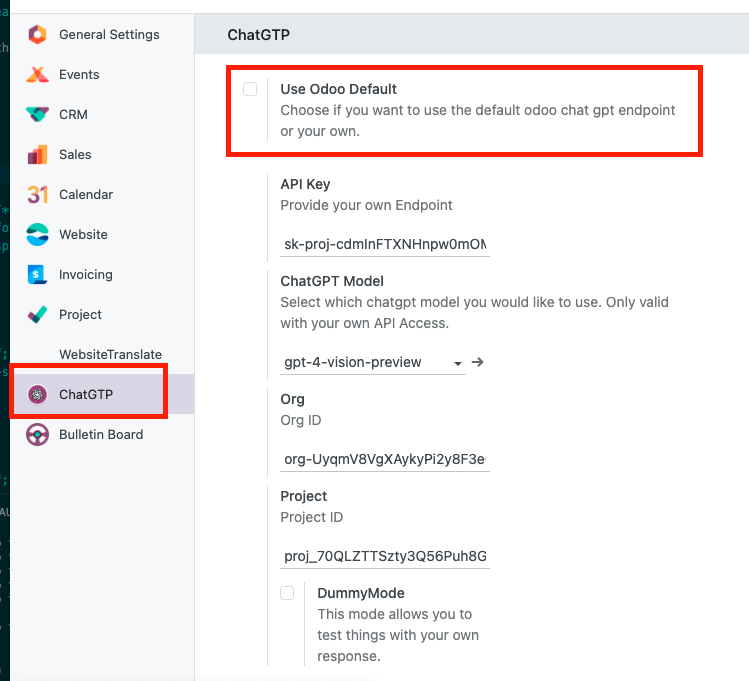 General Settings
Events
CRM
Sales
31 Calendar
Website
Invoicing
Project
WebsiteTranslate
ChatGTP
Bulletin Board
ChatGTP
Use Odoo Default
Choose if you want to use the default odoo chat gpt endpoint
or your own.
API Key
Provide your own Endpoint
sk-proj-cdmInFTXNHnpw0mOM
ChatGPT Model
Select which chatgpt model you would like to use. Only valid
with your own API Access.
gpt-4-vision-preview
Org
Org ID
org-UyqmV8VgXAykyPi2y8F3e
Project
Project ID
proj_70QLZTTSzty3Q56Puh8G
DummyMode
This mode allows you to
test things with your own
response.